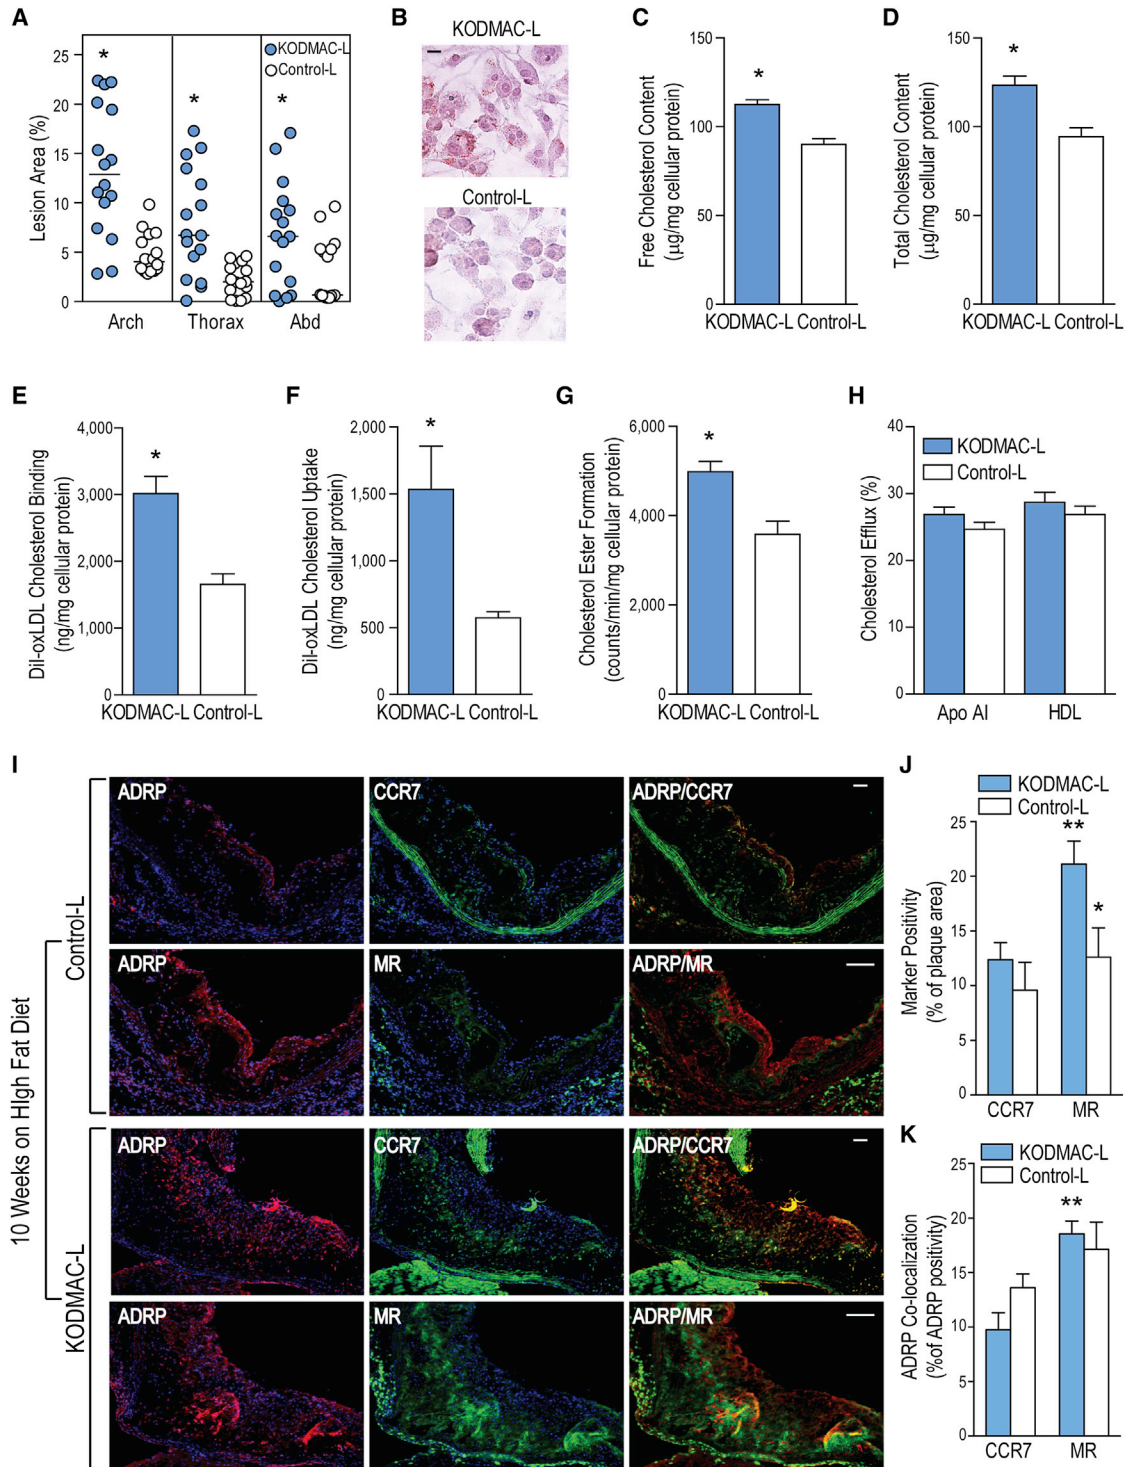 A
25
20
15
10
5
0
Lesion Area (%)
*
*
*
KODMAC-L
Control-L
Arch
Thorax
Abd
B
KODMAC-L
Control-L
C
150
100
50
0
Free Cholesterol Content
(µg/mg cellular protein)
*
KODMAC-L Control-L
D
150
100
50
0
Total Cholesterol Content
(µg/mg cellular protein)
*
KODMAC-L Control-L
E
4,000
3,000
2,000
1,000
0
Dil-oxLDL Cholesterol Binding
(ng/mg cellular protein)
*
KODMAC-L Control-L
F
2,000
1,500
1,000
500
0
Dil-oxLDL Cholesterol Uptake
(ng/mg cellular protein)
*
KODMAC-L Control-L
G
6,000
4,000
2,000
0
Cholesterol Ester Formation
(counts/min/mg cellular protein)
*
KODMAC-L Control-L
H
40
30
20
10
0
Cholesterol Efflux (%)
KODMAC-L
Control-L
Apo AI
HDL
I
10 Weeks on HIgh Fat Diet
Control-L
ADRP
CCR7
ADRP/CCR7
ADRP
MR
ADRP/MR
KODMAC-L
ADRP
CCR7
ADRP/CCR7
ADRP
MR
ADRP/MR
J
KODMAC-L
Control-L
25
20
15
10
5
0
Marker Positivity
(% of plaque area)
**
*
CCR7
MR
K
KODMAC-L
Control-L
25
20
15
10
5
0
ADRP Co-localization
(%of ADRP positivity)
**
CCR7
MR